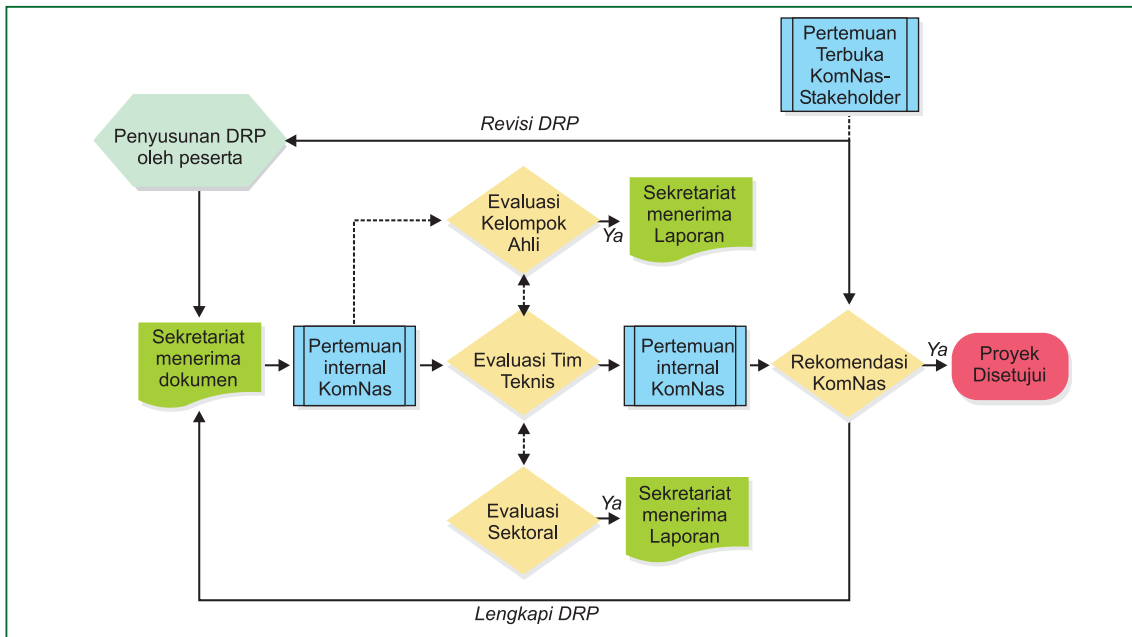 Pertemuan
Terbuka
KomNas-
Stakeholder
Revisi DRP
Penyusunan DRP
oleh peserta
Evaluasi
Kelompok
Ahli
Ya
Sekretariat
menerima
Laporan
Sekretariat
menerima
dokumen
Pertemuan
internal
KomNas
Evaluasi Tim
Teknis
Pertemuan
internal
KomNas
Rekomendasi
KomNas
Ya
Proyek
Disetujui
Evaluasi
Sektoral
Ya
Sekretariat
menerima
Laporan
Lengkapi DRP